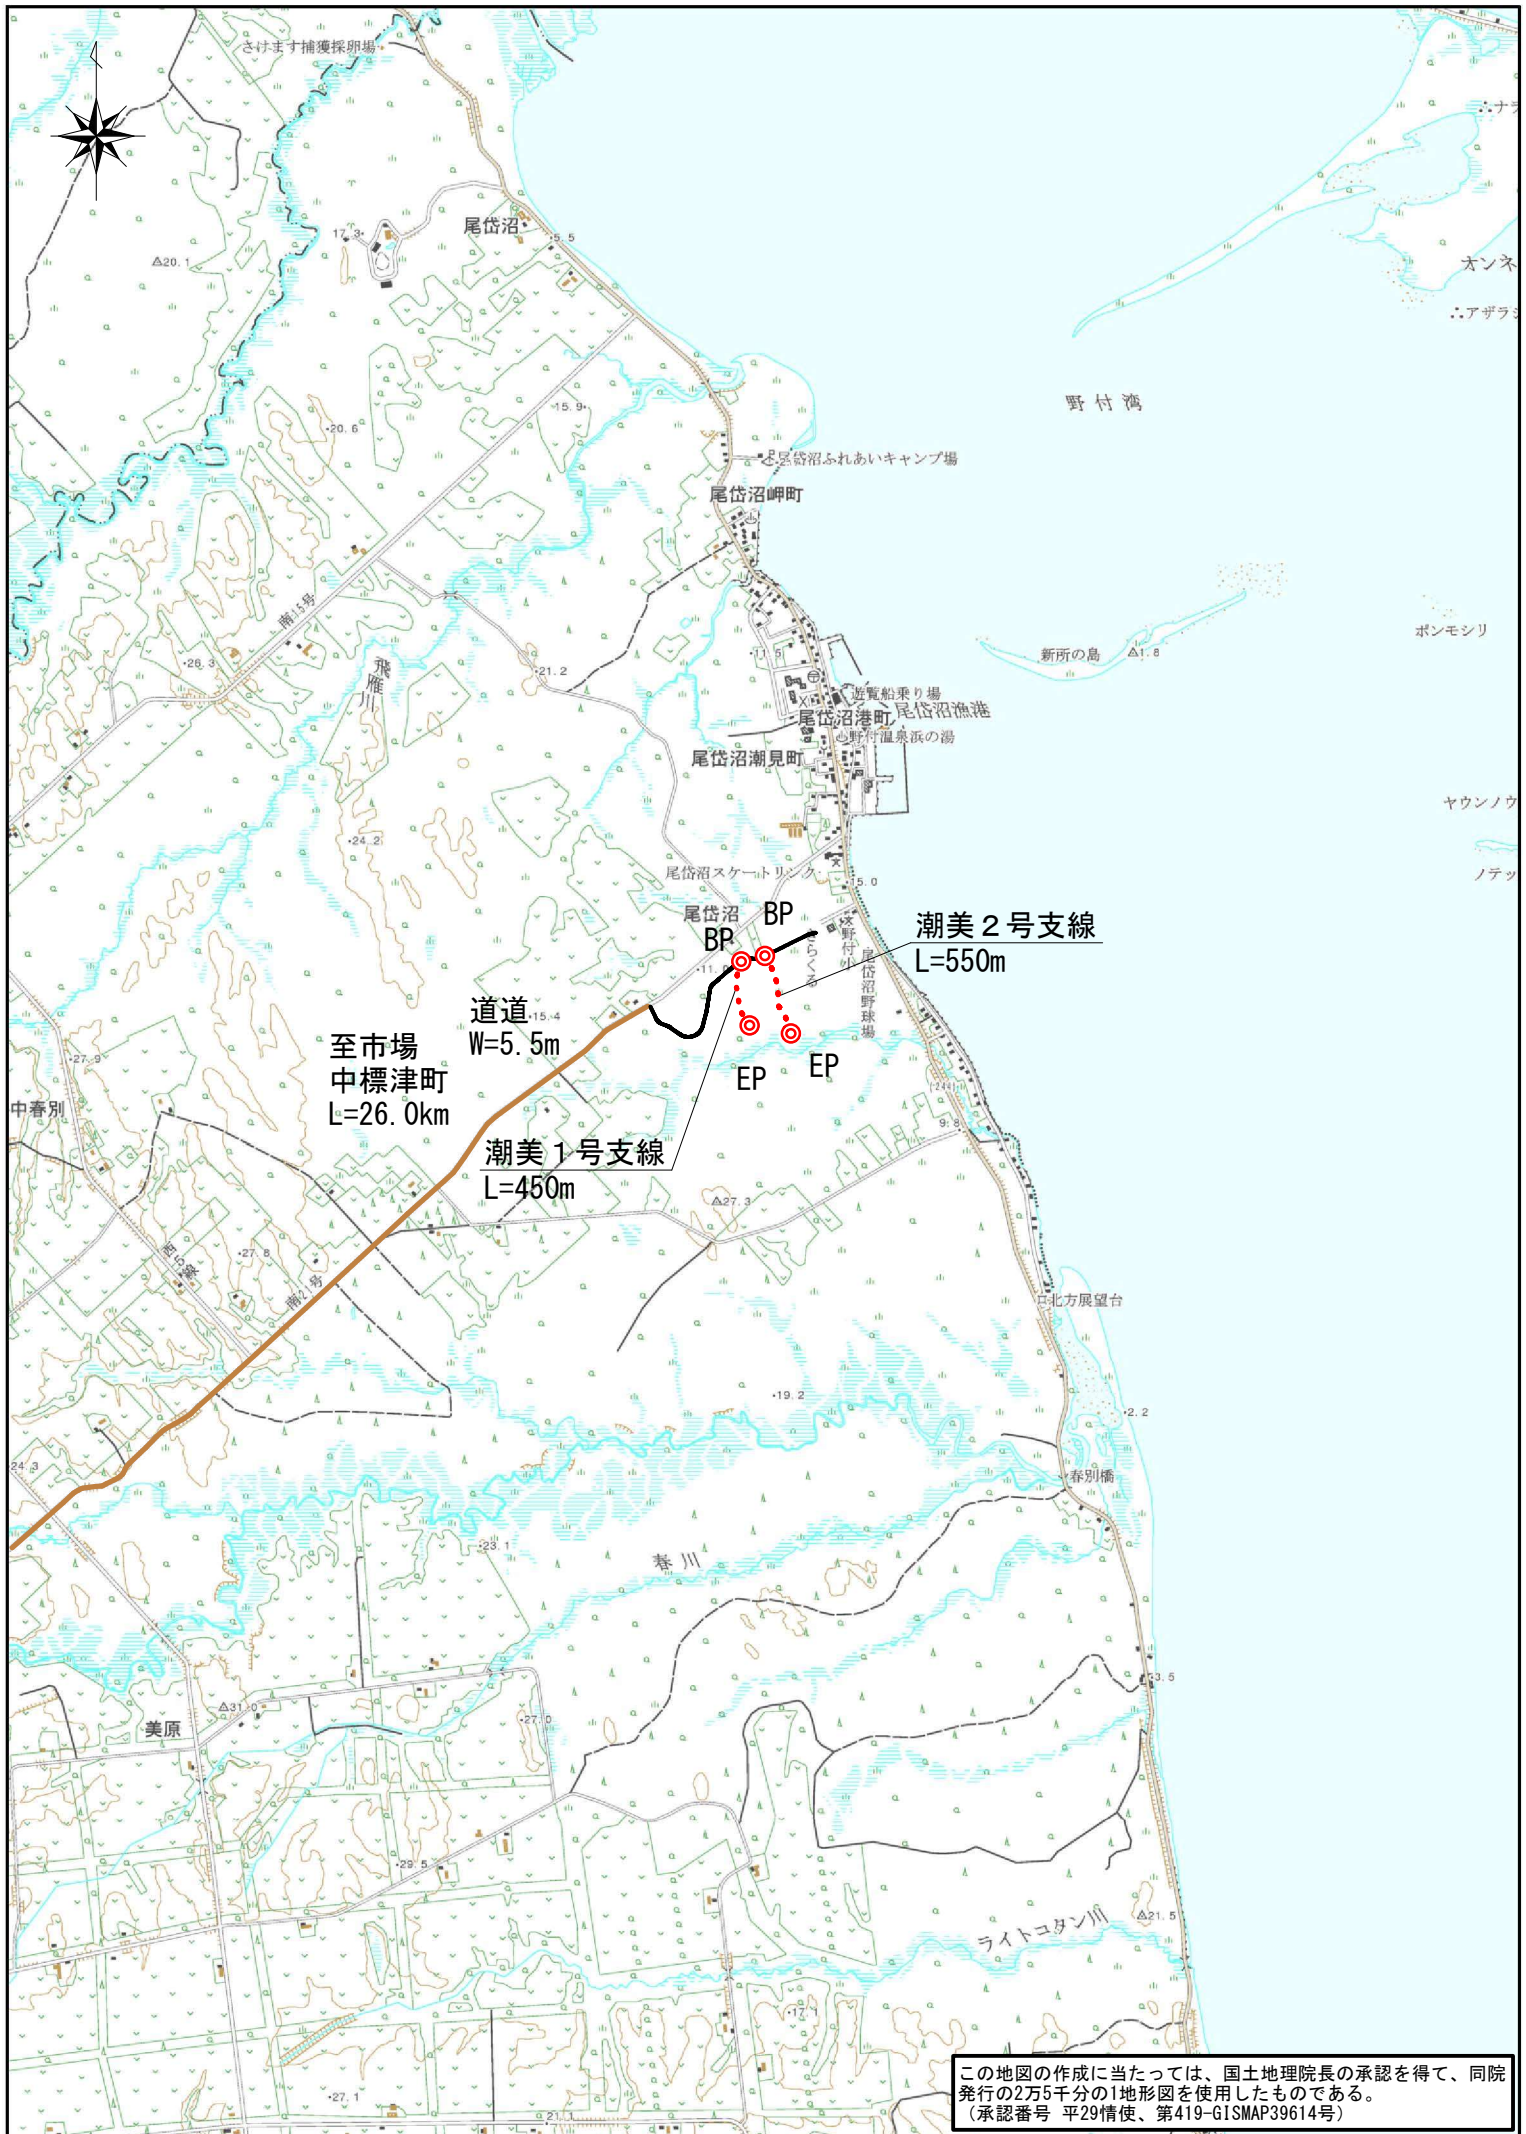 さけます捕獲採卵場
尾岱沼
17.3
5.5
20.1
オンネ
野付湾
15.9
20.6
尾岱沼ふれあいキャンプ場
尾岱沼岬町
南15号
ポンモシリ
新所の島
1.8
26.3
飛雁川
21.2
11.5
遊覧船乗り場
尾岱沼港町
尾岱沼漁港
野付温泉浜の湯
尾岱沼潮見町
ヤウンノウ
24.2
尾岱沼スケートリンク
15.0
ノテッ
尾岱沼
BP
BP
潮美2号支線
L=550m
野付小
尾岱沼野球場
11.0
道道
W=5.5m
15.4
至市場
中標津町
L=26.0km
27.9
EP
EP
中春別
244
9.8
潮美1号支線
L=450m
27.3
西5線
27.8
南21号
北方展望台
19.2
2.2
24.3
春別橋
23.1
春川
3.5
31.0
美原
27.0
29.5
ライトコタン川
21.5
17.1
27.1
21.1
この地図の作成に当たっては、国土地理院長の承認を得て、同院
発行の2万5千分の1地形図を使用したものである。
（承認番号 平29情使、第419-GISMAP39614号）